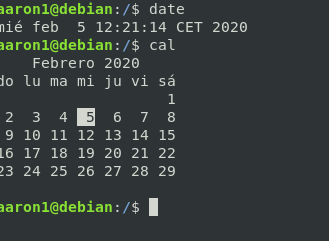 aaron1@debian:/$ date
mié feb  5 12:21:14 CET 2020
aaron1@debian:/$ cal
    Febrero 2020
do lu ma mi ju vi sá
                   1
 2  3  4  5  6  7  8
 9 10 11 12 13 14 15
16 17 18 19 20 21 22
23 24 25 26 27 28 29
aaron1@debian:/$